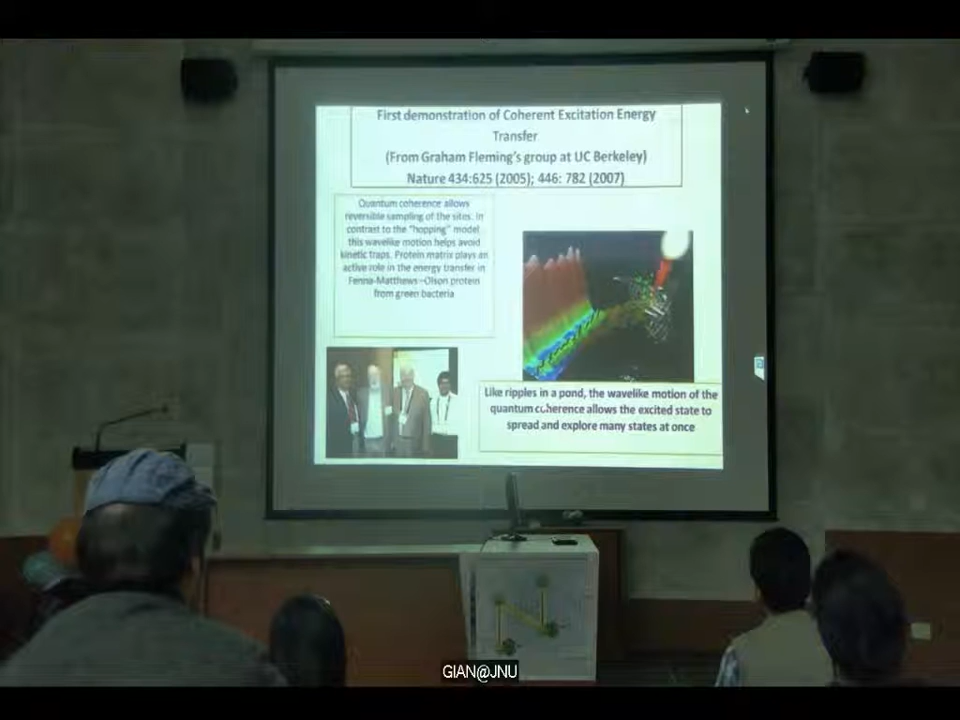 First demonstration of Coherent Excitation Energy
Transfer
(From Graham Fleming's group at UC Berkeley)
Nature 434:625 (2005); 446: 782 (2007)
Quantum coherence allows
reversible sampling of the sites. In
contrast to the "hopping" model
this wavelike motion helps avoid
kinetic traps. Protein matrix plays an
active role in the energy transfer in
Fenna-Matthews–Olson protein
from green bacteria
Like ripples in a pond, the wavelike motion of the
quantum coherence allows the excited state to
spread and explore many states at once
GIAN@JNU